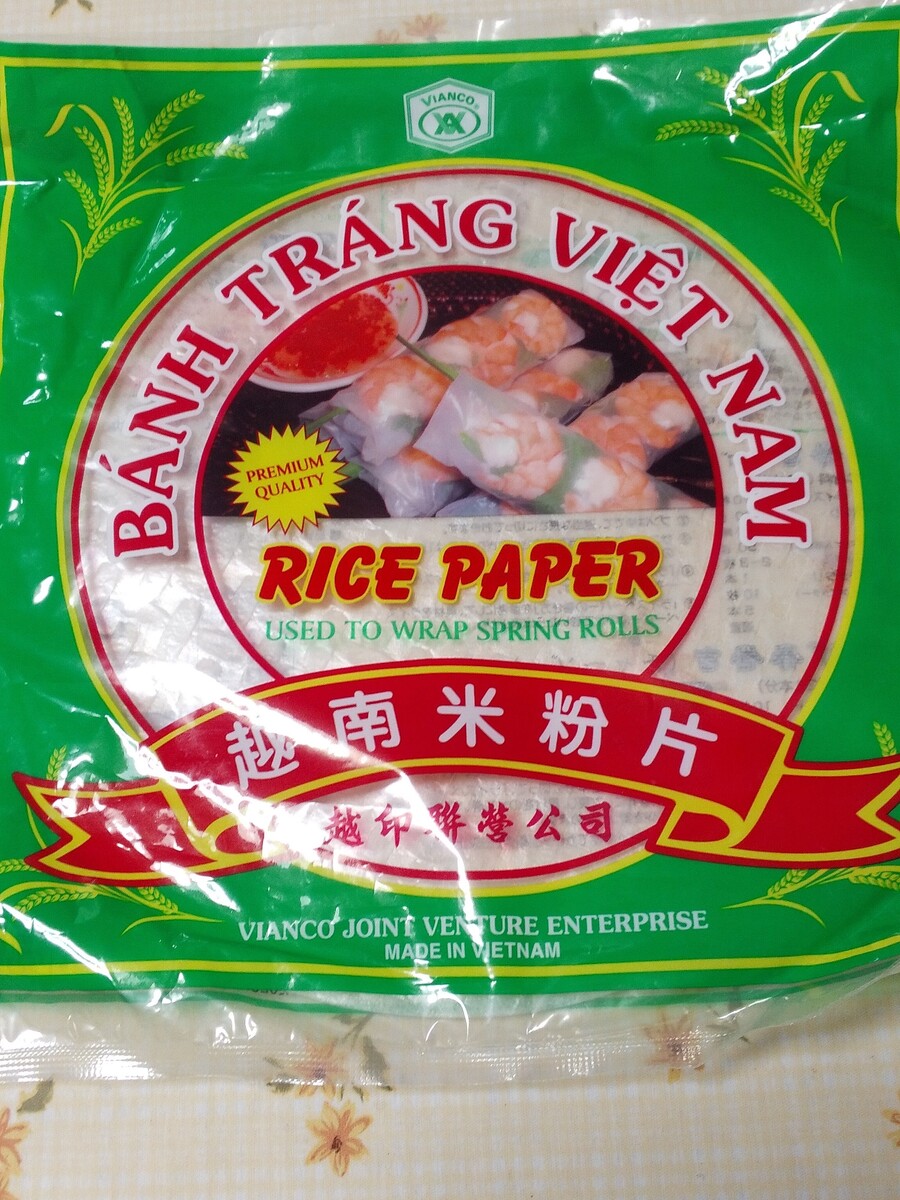 VIANCO
BÁNH TRÁNG VIỆT NAM
PREMIUM
QUALITY
RICE PAPER
USED TO WRAP SPRING ROLLS
越南米粉片
越印聯營公司
VIANCO JOINT VENTURE ENTERPRISE
MADE IN VIETNAM